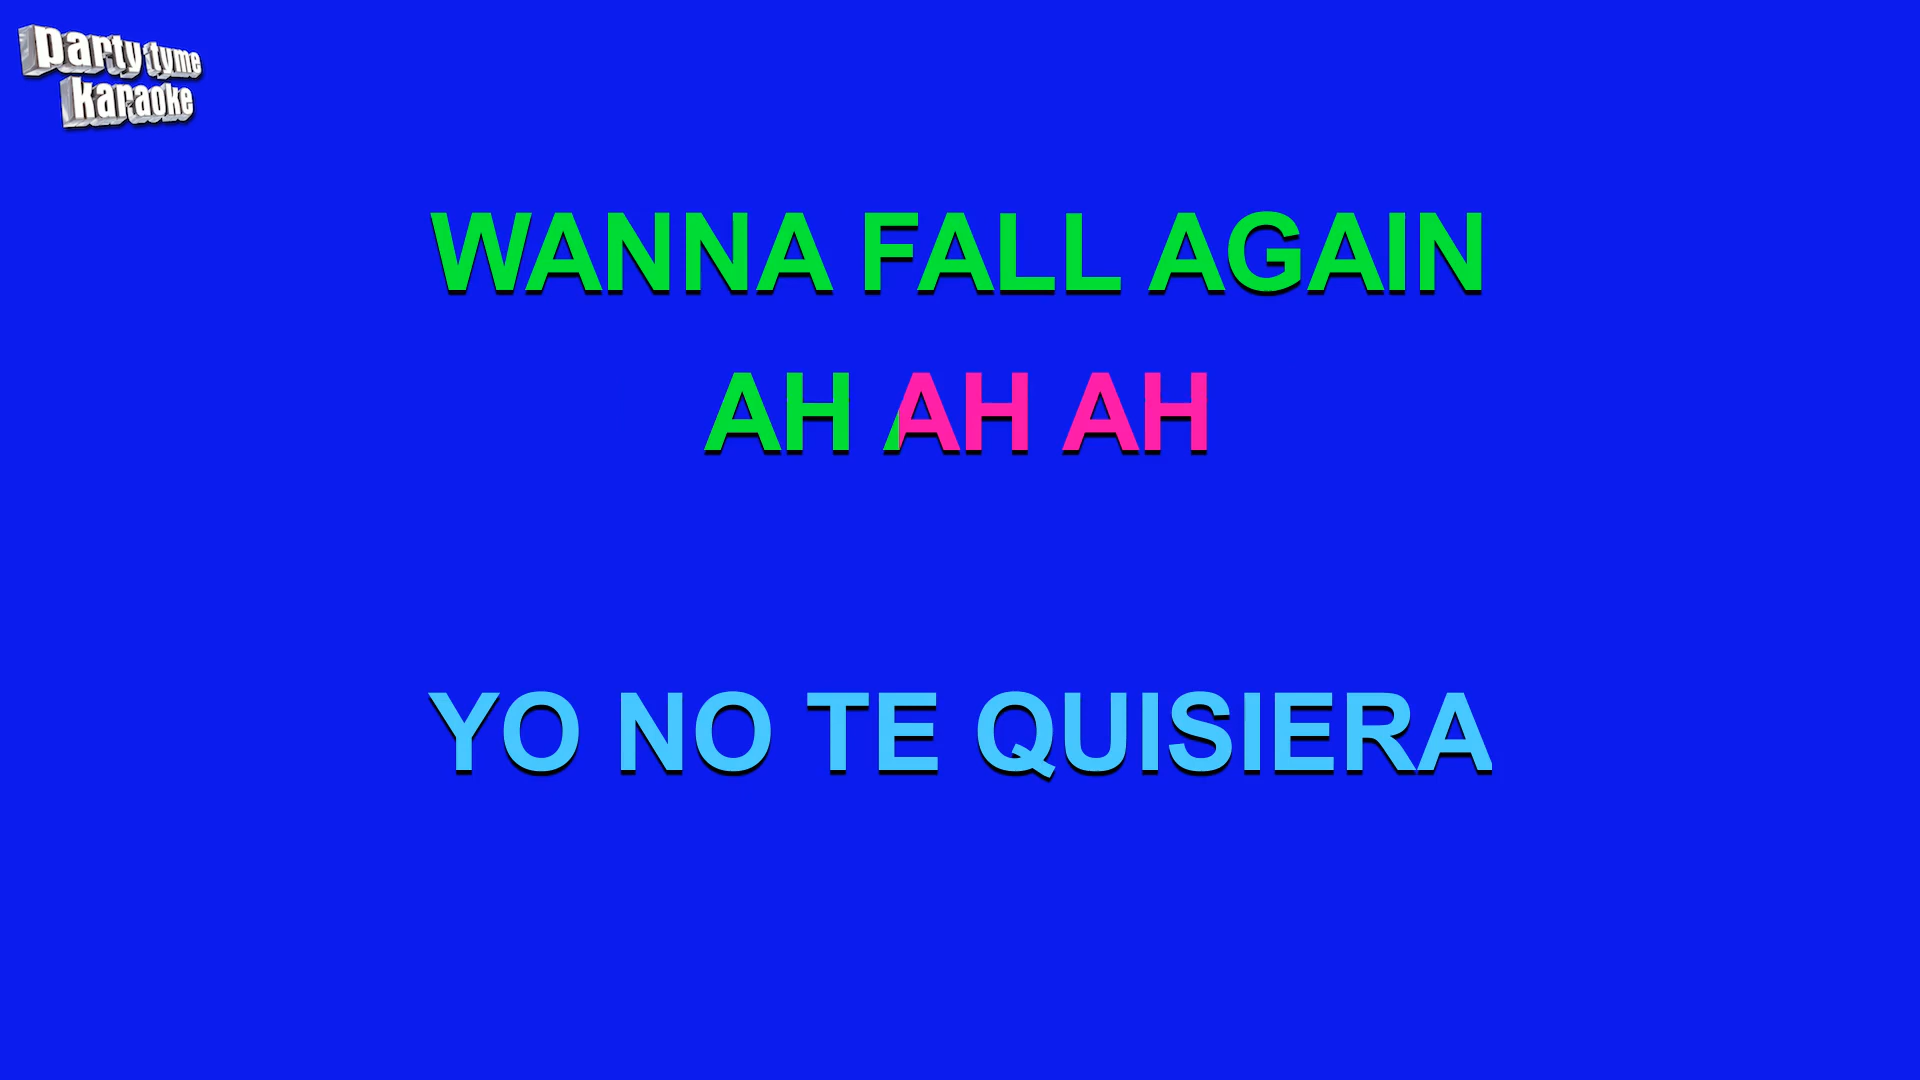 party tyme
karaoke
WANNA FALL AGAIN
AH AH AH
YO NO TE QUISIERA